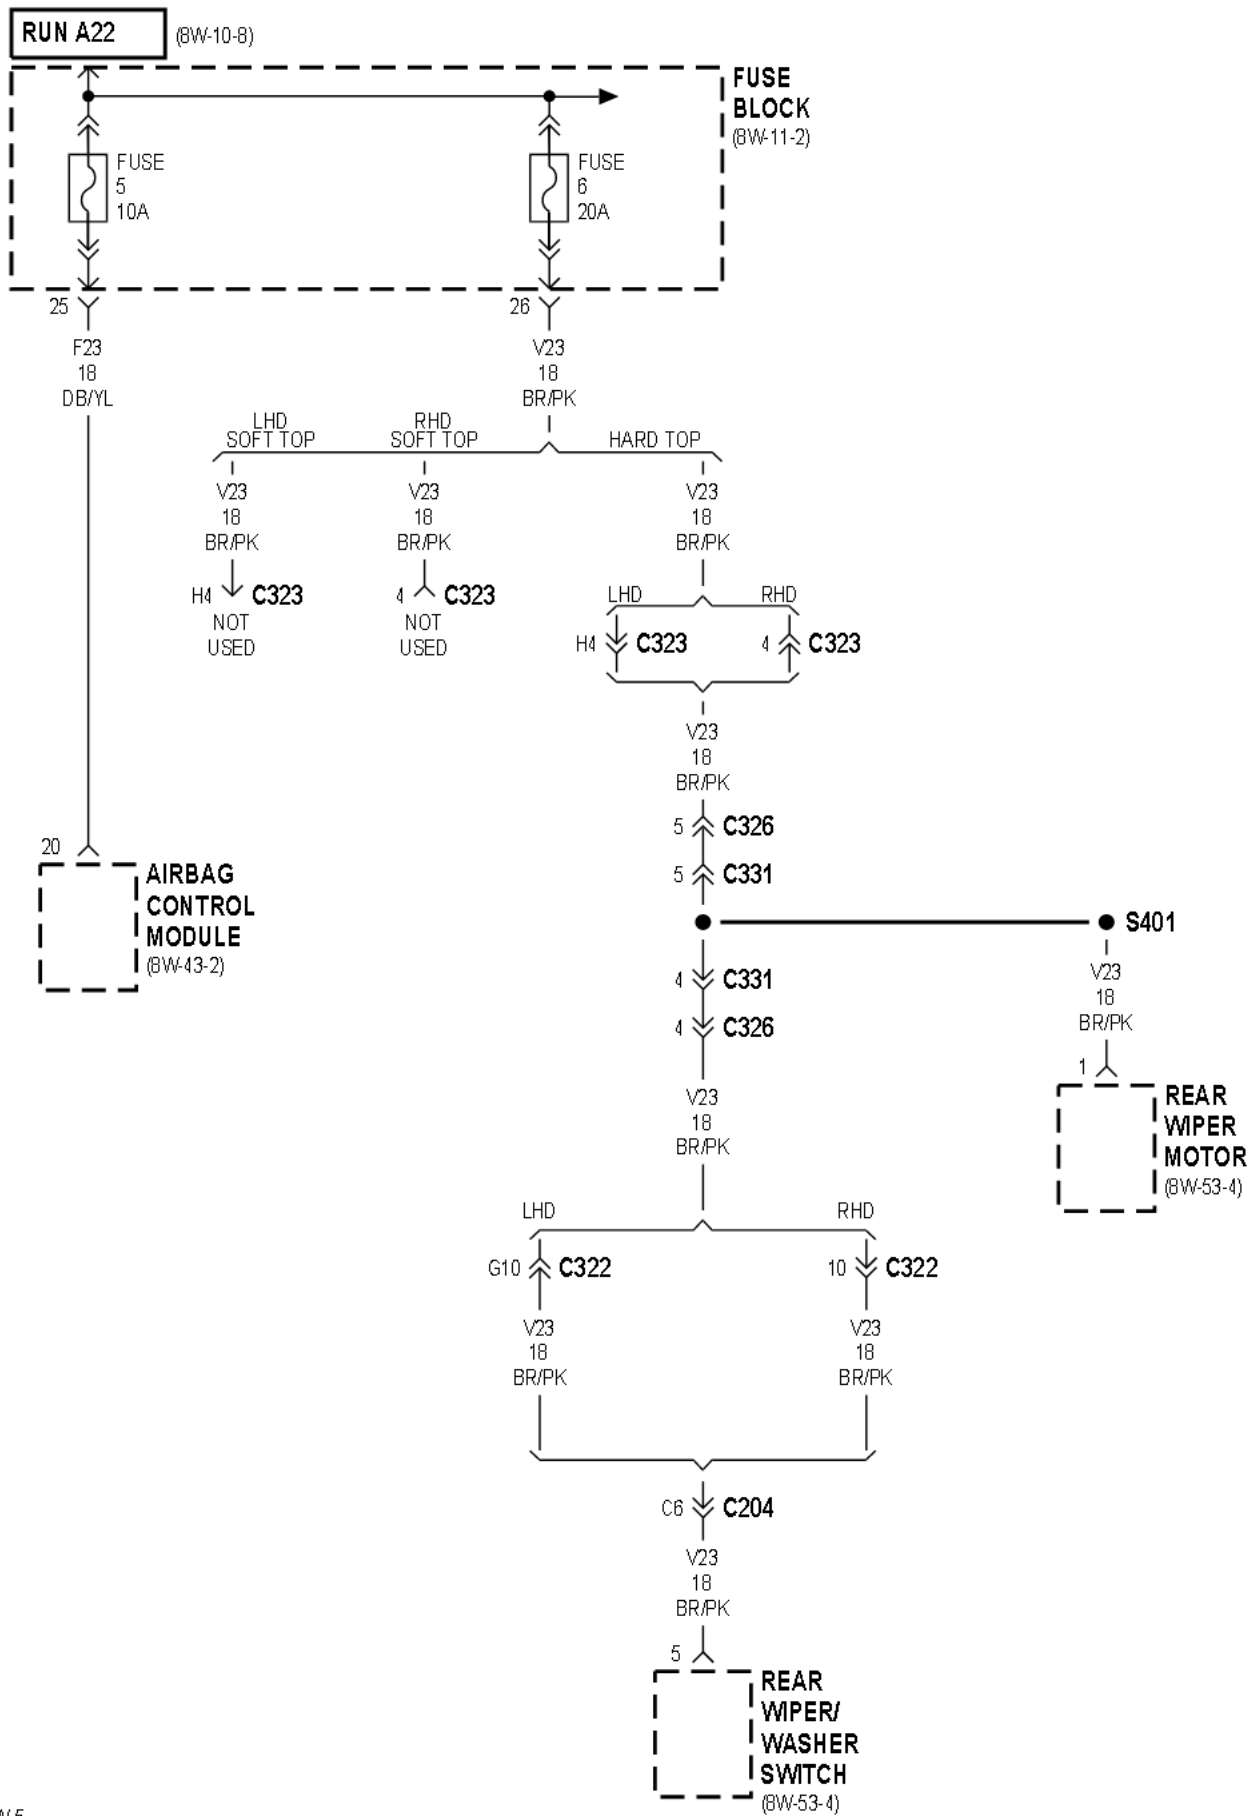 RUN A22
(8W-10-8)
FUSE
BLOCK
(8W-11-2)
FUSE
5
10A
FUSE
6
20A
25
26
F23
18
DB/YL
V23
18
BR/PK
LHD
SOFT TOP
RHD
SOFT TOP
HARD TOP
V23
18
BR/PK
V23
18
BR/PK
V23
18
BR/PK
H4
C323
NOT
USED
4
C323
NOT
USED
LHD
RHD
H4
C323
4
C323
V23
18
BR/PK
5
C326
5
C331
20
AIRBAG
CONTROL
MODULE
(8W-43-2)
S401
4
C331
4
C326
V23
18
BR/PK
1
REAR
WIPER
MOTOR
(8W-53-4)
V23
18
BR/PK
LHD
RHD
G10
C322
10
C322
V23
18
BR/PK
V23
18
BR/PK
C6
C204
V23
18
BR/PK
5
REAR
WIPER/
WASHER
SWITCH
(8W-53-4)